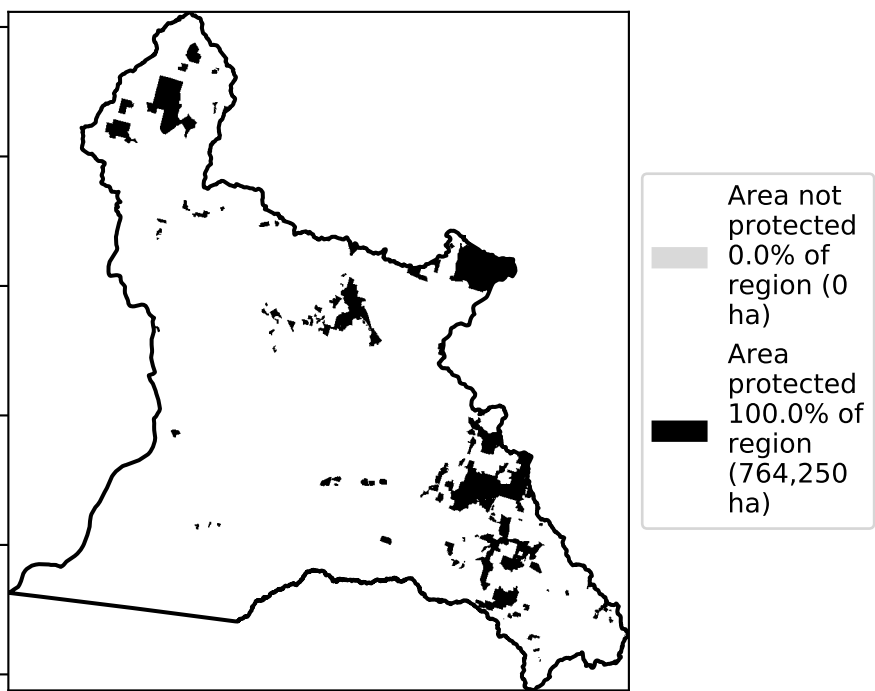 Area not
protected
0.0% of
region (0
ha)
Area
protected
100.0% of
region
(764,250
ha)